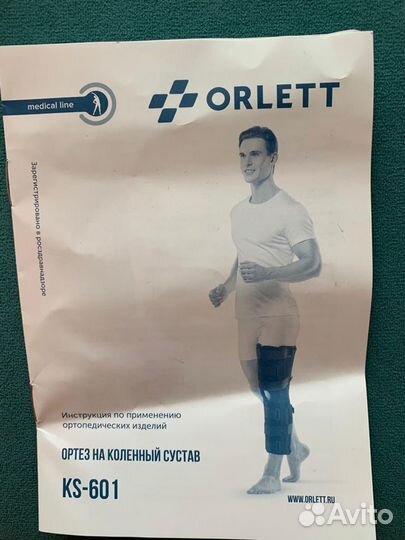 medical line
ORLETT
Зарегистрировано в росздравнадзоре
Инструкция по применению
ортопедических изделий
ОРТЕЗ НА КОЛЕННЫЙ СУСТАВ
KS-601
WWW.ORLETT.RU
Avito